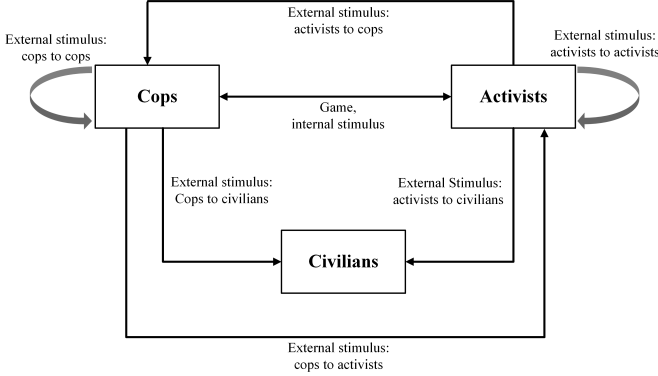 External stimulus:
activists to cops
External stimulus:
cops to cops
External stimulus:
activists to activists
Cops
Activists
Game,
internal stimulus
External stimulus:
Cops to civilians
External Stimulus:
activists to civilians
Civilians
External stimulus:
cops to activists